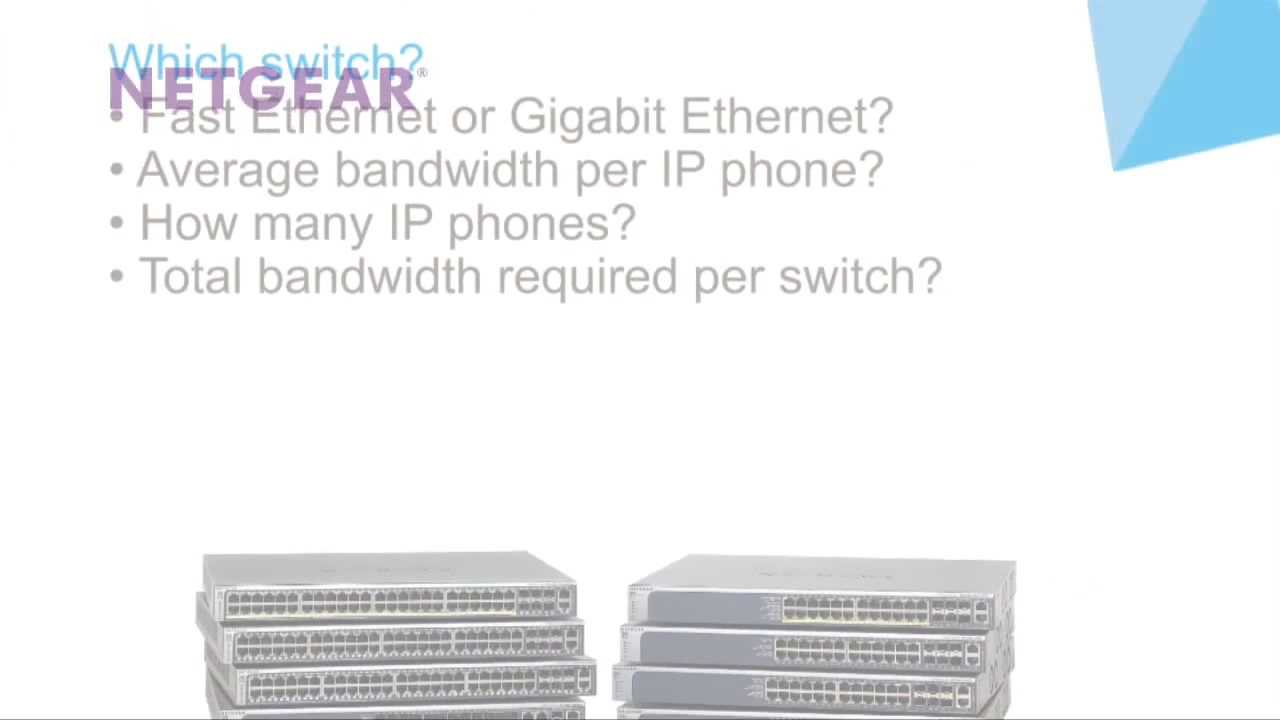 Which switch?
NETGEAR®
• Fast Ethernet or Gigabit Ethernet?
• Average bandwidth per IP phone?
• How many IP phones?
• Total bandwidth required per switch?